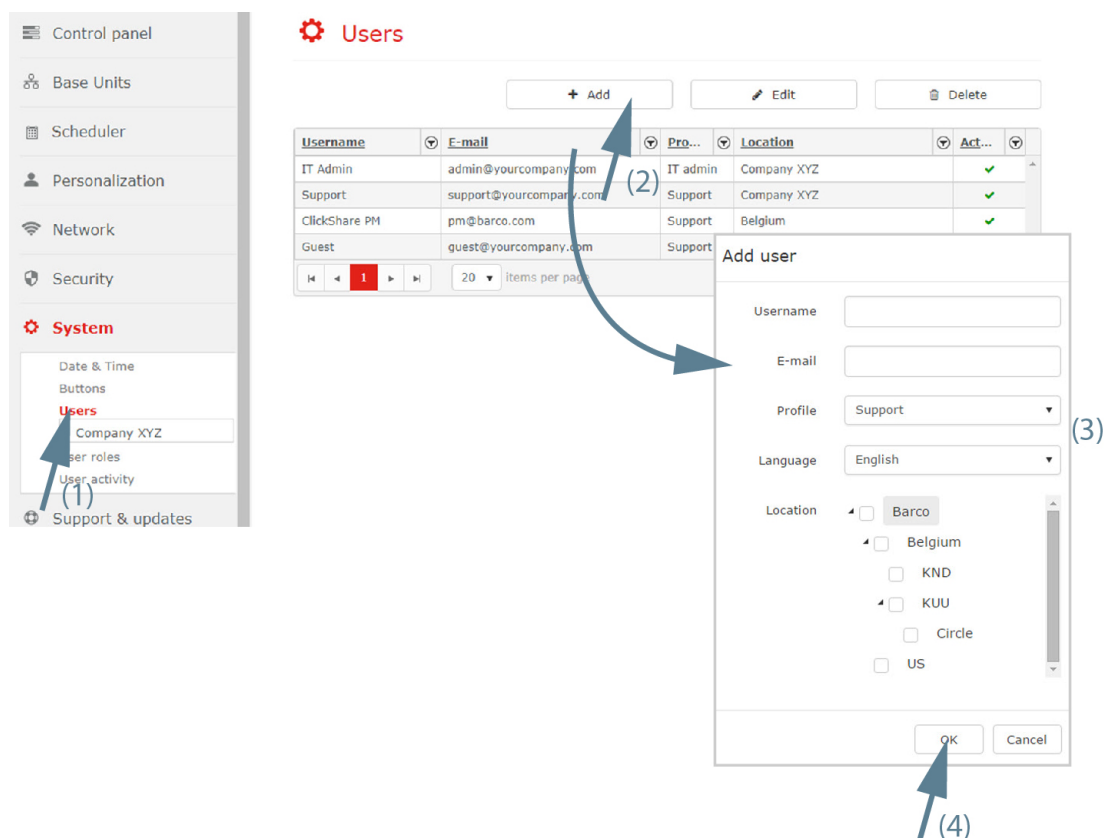 Control panel
Base Units
Scheduler
Personalization
Network
Security
System
Date & Time
Buttons
Users
Company XYZ
User roles
User activity
(1)
Support & updates
Users
+ Add
Edit
Delete
Username E-mail Pro... Location Act...
IT Admin admin@yourcompany.com IT admin Company XYZ
Support support@yourcompany.com Support Company XYZ
(2)
ClickShare PM pm@barco.com Support Belgium
Guest guest@yourcompany.com Support
1 20 items per page
Add user
Username
E-mail
Profile Support
(3)
Language English
Location Barco
Belgium
KND
KUU
Circle
US
OK Cancel
(4)